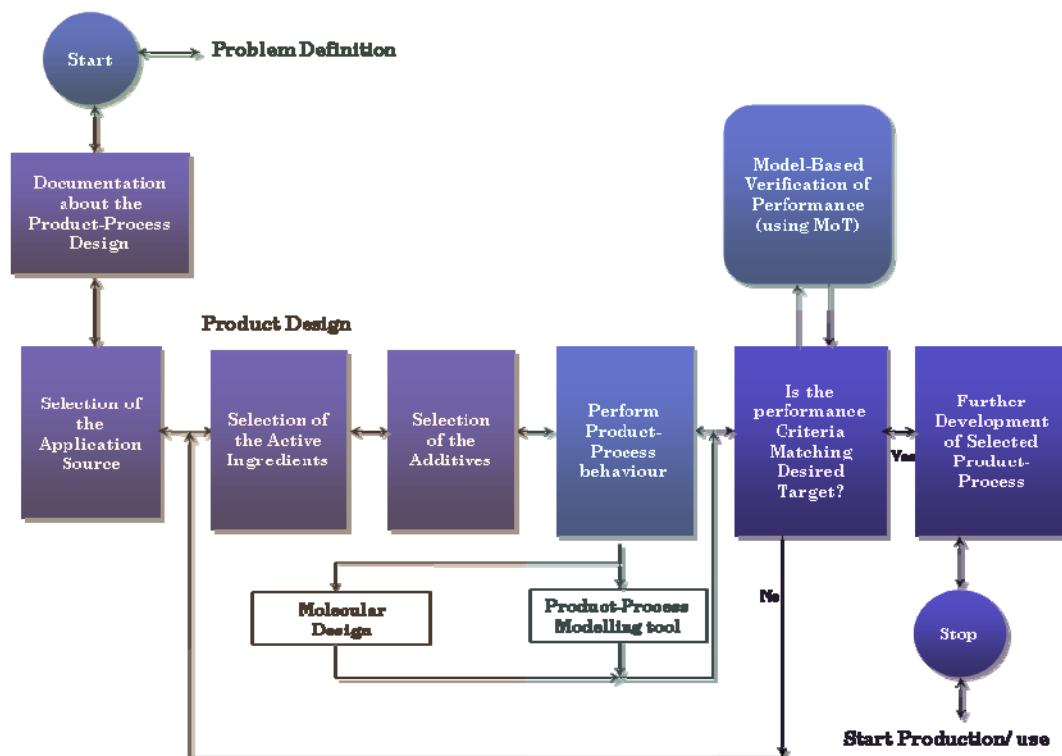 Start
Problem Definition
Documentation
about the
Product-Process
Design
Model-Based
Verification of
Performance
(using MoT)
Product Design
Selection of
the
Application
Source
Selection of
the Active
Ingredients
Selection
of the
Additives
Perform
Product-
Process
behaviour
Is the
performance
Criteria
Matching
Desired
Target?
Yes
Further
Development
of Selected
Product-
Process
No
Molecular
Design
Product-Process
Modelling tool
Stop
Start Production/ use